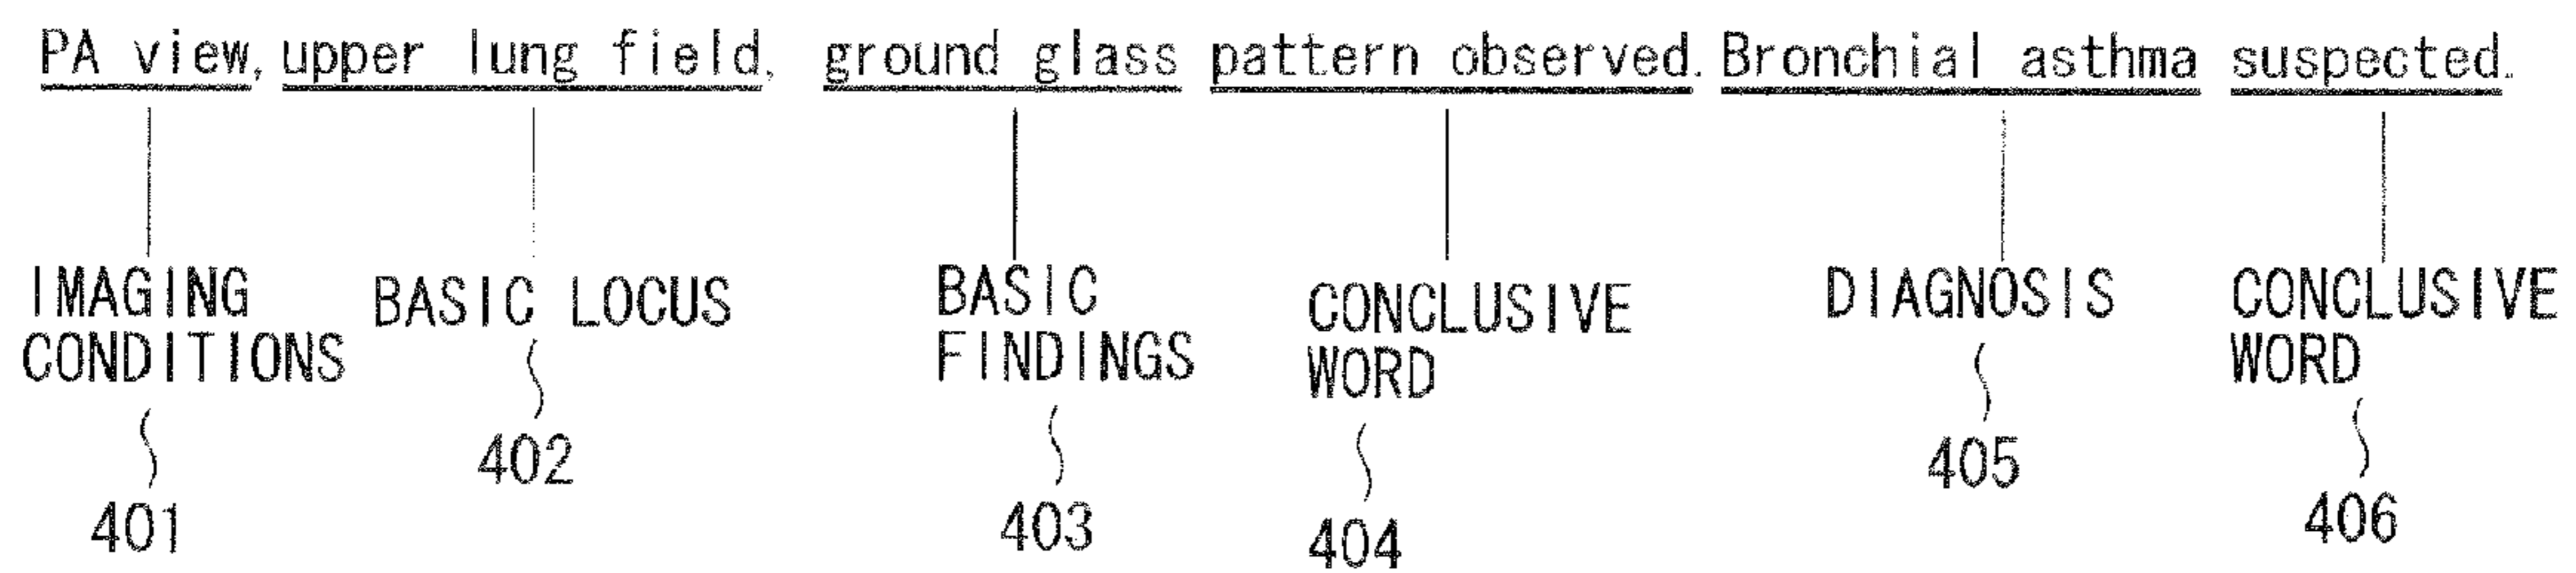 PA view, upper lung field, ground glass pattern observed. Bronchial asthma suspected.
IMAGING
CONDITIONS
401
BASIC LOCUS
402
BASIC
FINDINGS
403
CONCLUSIVE
WORD
404
DIAGNOSIS
405
CONCLUSIVE
WORD
406